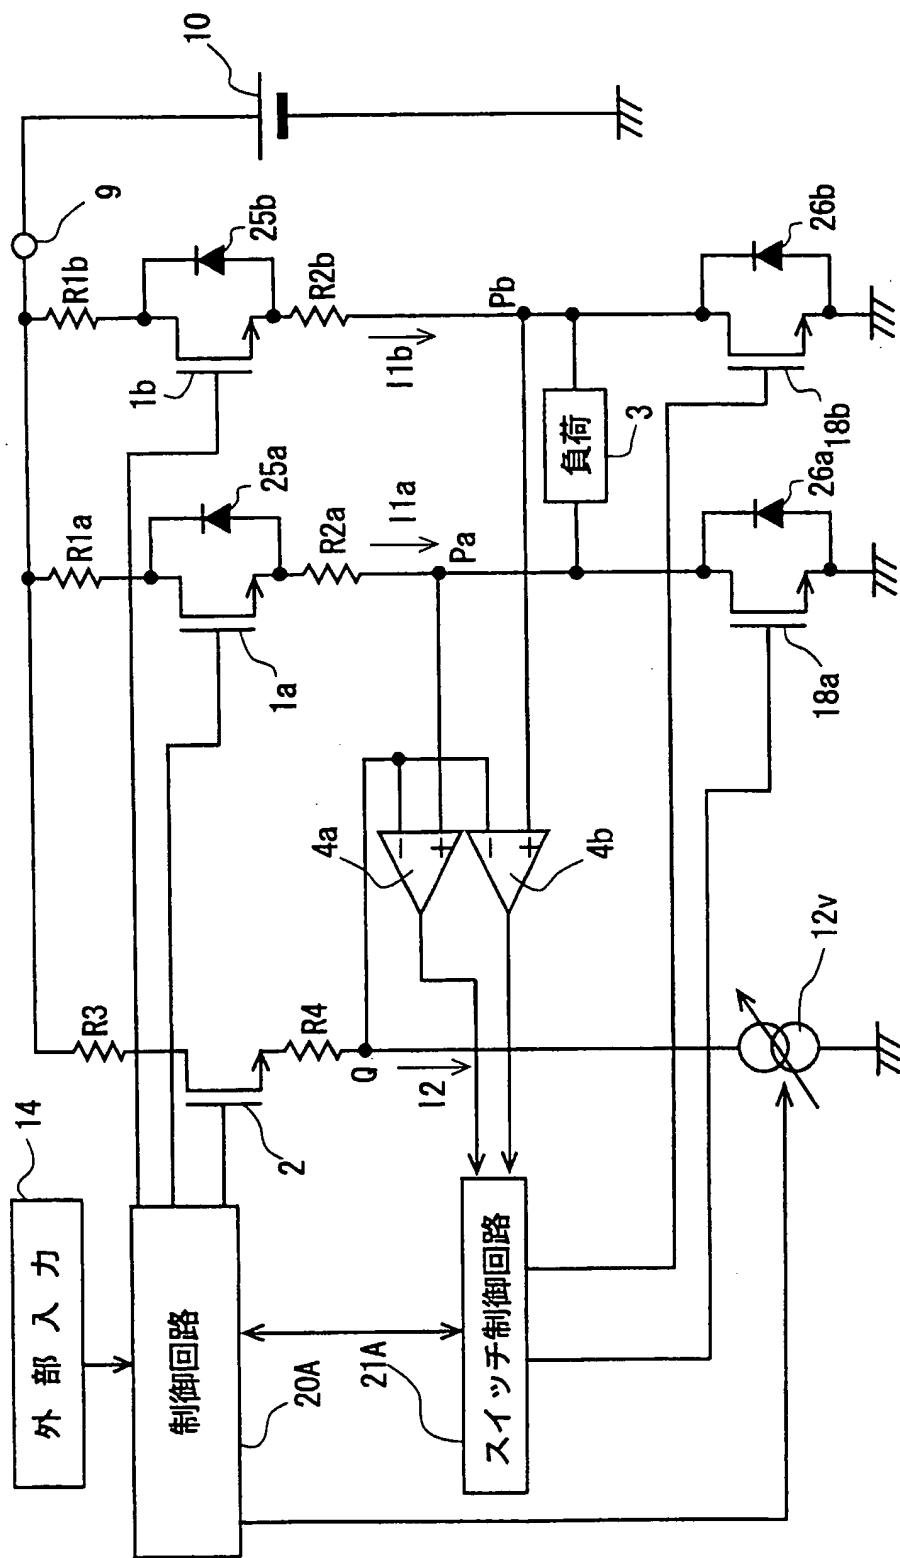 外部入力
14
制御回路
20A
スイッチ制御回路
21A
R3
R4
2
Q
I2
12v
4a
4b
−
+
−
+
R1a
25a
1a
R2a
I1a
Pa
R1b
25b
1b
R2b
I1b
Pb
9
10
負荷
3
26a
18a
26b
18b